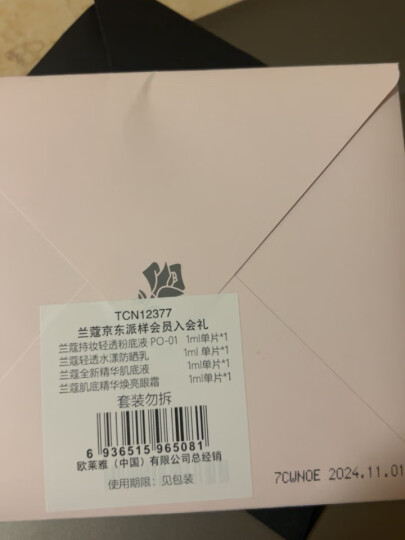 TCN12377
兰蔻京东派样会员入会礼
兰蔻持妆轻透粉底液 PO-01 1ml单片*1
兰蔻轻透水漾防晒乳 1ml 单片*1
兰蔻全新精华肌底液 1ml单片*1
兰蔻肌底精华焕亮眼霜 1ml单片*1
套装勿拆
6 936515 965081
欧莱雅（中国）有限公司总经销
使用期限：见包装
7CWNOE 2024.11.01